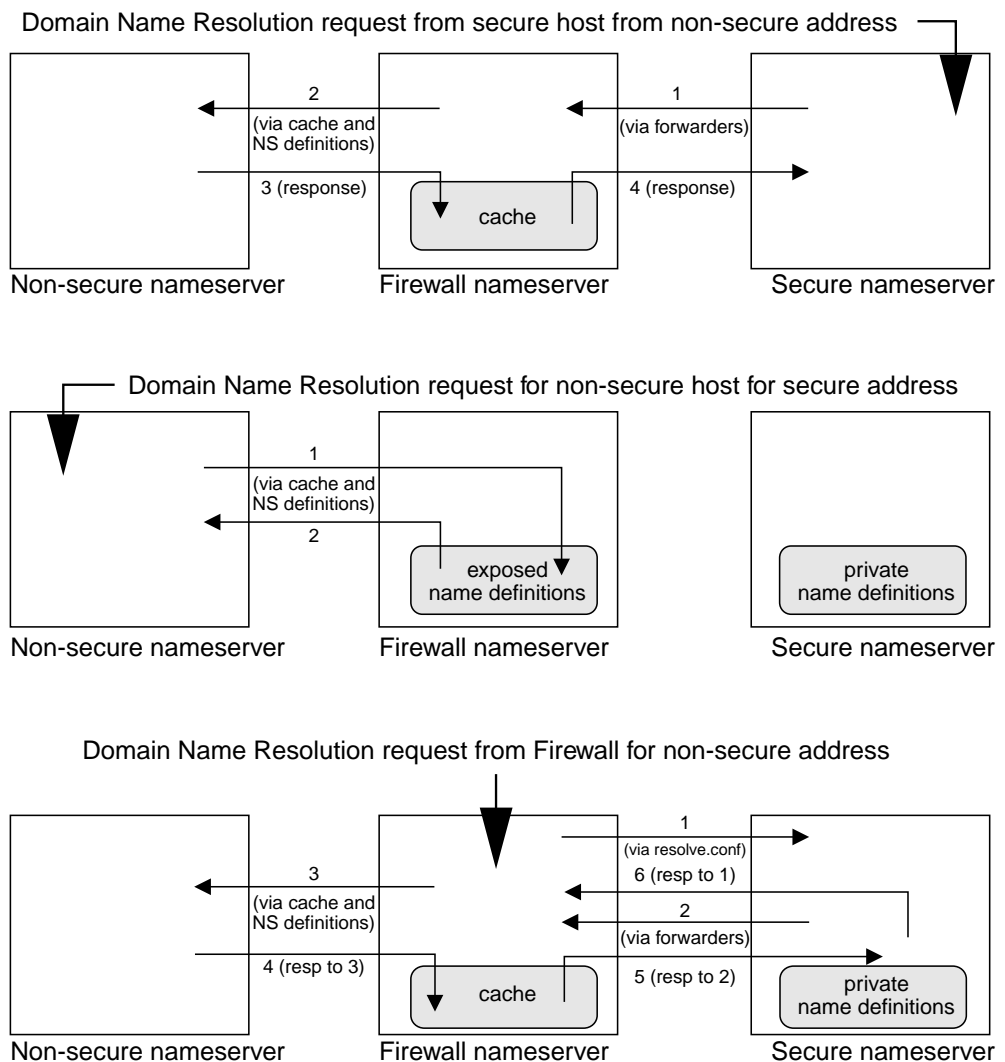 Domain Name Resolution request from secure host from non-secure address
2
(via cache and
NS definitions)
1
(via forwarders)
3 (response)
4 (response)
cache
Non-secure nameserver
Firewall nameserver
Secure nameserver
Domain Name Resolution request for non-secure host for secure address
1
(via cache and
NS definitions)
2
exposed
name definitions
private
name definitions
Non-secure nameserver
Firewall nameserver
Secure nameserver
Domain Name Resolution request from Firewall for non-secure address
1
(via resolve.conf)
3
(via cache and
NS definitions)
6 (resp to 1)
2
(via forwarders)
4 (resp to 3)
5 (resp to 2)
cache
private
name definitions
Non-secure nameserver
Firewall nameserver
Secure nameserver